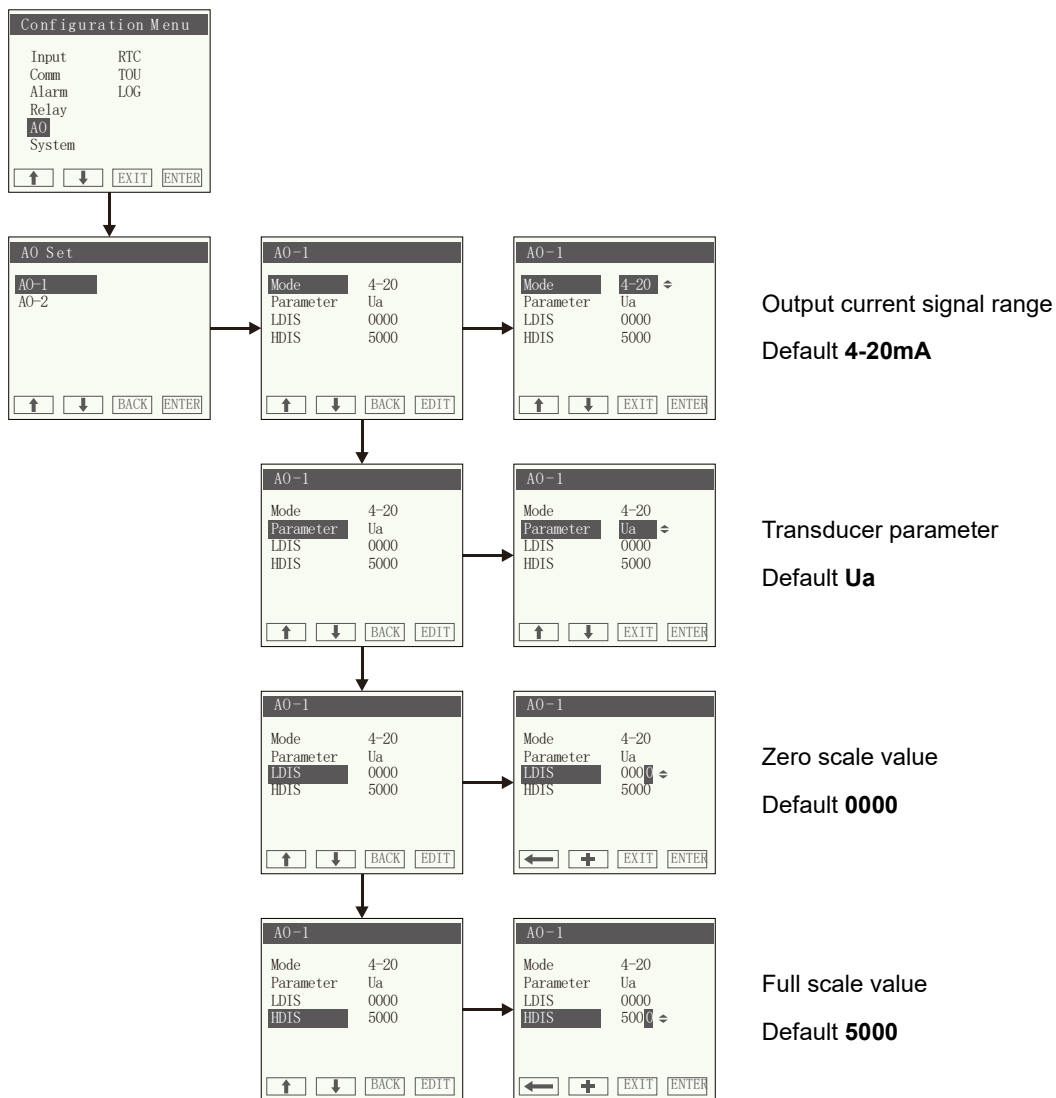 Configuration Menu
Input RTC
Comm TOU
Alarm LOG
Relay
AO
System
EXIT ENTER
AO Set
AO-1
AO-2
BACK ENTER
AO-1
Mode 4-20
Parameter Ua
LDIS 0000
HDIS 5000
BACK EDIT
AO-1
Mode 4-20
Parameter Ua
LDIS 0000
HDIS 5000
EXIT ENTER
Output current signal range
Default 4-20mA
AO-1
Mode 4-20
Parameter Ua
LDIS 0000
HDIS 5000
BACK EDIT
AO-1
Mode 4-20
Parameter Ua
LDIS 0000
HDIS 5000
EXIT ENTER
Transducer parameter
Default Ua
AO-1
Mode 4-20
Parameter Ua
LDIS 0000
HDIS 5000
BACK EDIT
AO-1
Mode 4-20
Parameter Ua
LDIS 0000
HDIS 5000
EXIT ENTER
Zero scale value
Default 0000
AO-1
Mode 4-20
Parameter Ua
LDIS 0000
HDIS 5000
BACK EDIT
AO-1
Mode 4-20
Parameter Ua
LDIS 0000
HDIS 5000
EXIT ENTER
Full scale value
Default 5000